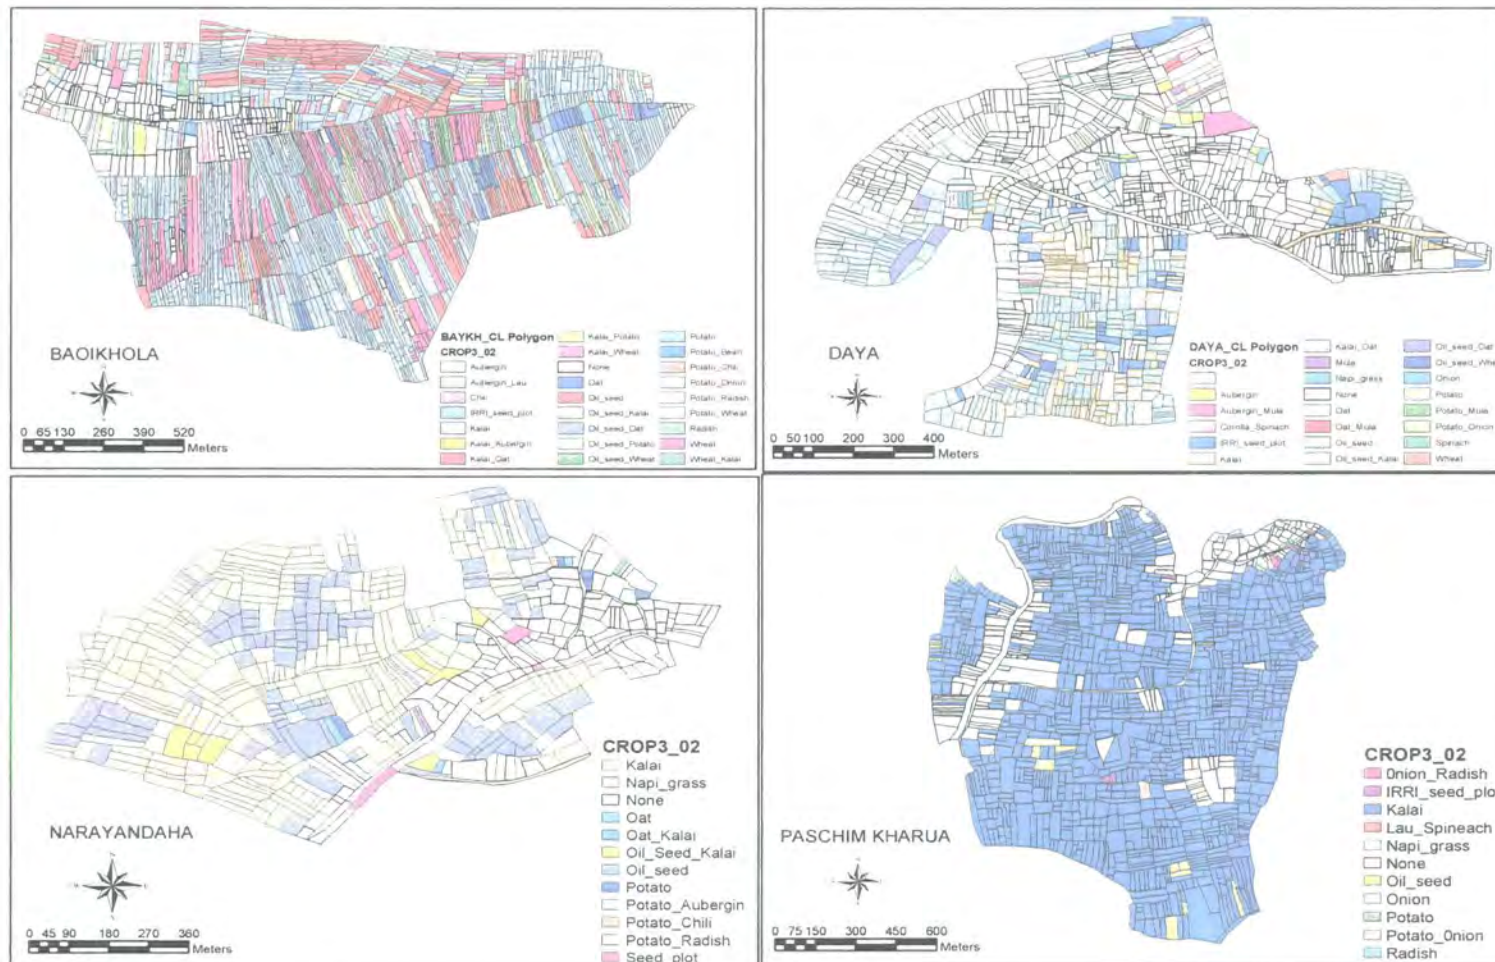 BAOIKHOLA
0 65 130 260 390 520
Meters
BAYKH_CL Polygon
CROP3_02
Aubergin
Aubergin_Lau
Chili
IRRI_seed_plot
Kalai
Kalai_Aubergin
Kalai_Oat
Kalai_Potato
Kalai_Wheat
None
Oat
Oil_seed
Oil_seed_Kalai
Oil_seed_Oat
Oil_seed_Potato
Oil_seed_Wheat
Potato
Potato_Bean
Potato_Chili
Potato_Onion
Potato_Radish
Potato_Wheat
Radish
Wheat
Wheat_Kalai
DAYA
0 50 100 200 300 400
Meters
DAYA_CL Polygon
CROP3_02
Aubergin
Aubergin_Mula
IRRI_seed_plot
Kalai
Kalai_Oat
Mula
Napi_grass
None
Oat
Oat_Mula
Oil_seed
Oil_seed_Kalai
Oil_seed_Oat
Oil_seed_Whe
Onion
Potato
Potato_Mula
Potato_Onion
Spinach
Wheat
NARAYANDAHA
0 45 90 180 270 360
Meters
CROP3_02
Kalai
Napi_grass
None
Oat
Oat_Kalai
Oil_Seed_Kalai
Oil_seed
Potato
Potato_Aubergin
Potato_Chili
Potato_Radish
Seed_plot
PASCHIM KHARUA
0 75 150 300 450 600
Meters
CROP3_02
0nion_Radish
IRRI_seed_plo
Kalai
Lau_Spineach
Napi_grass
None
Oil_seed
Onion
Potato
Potato_0nion
Radish